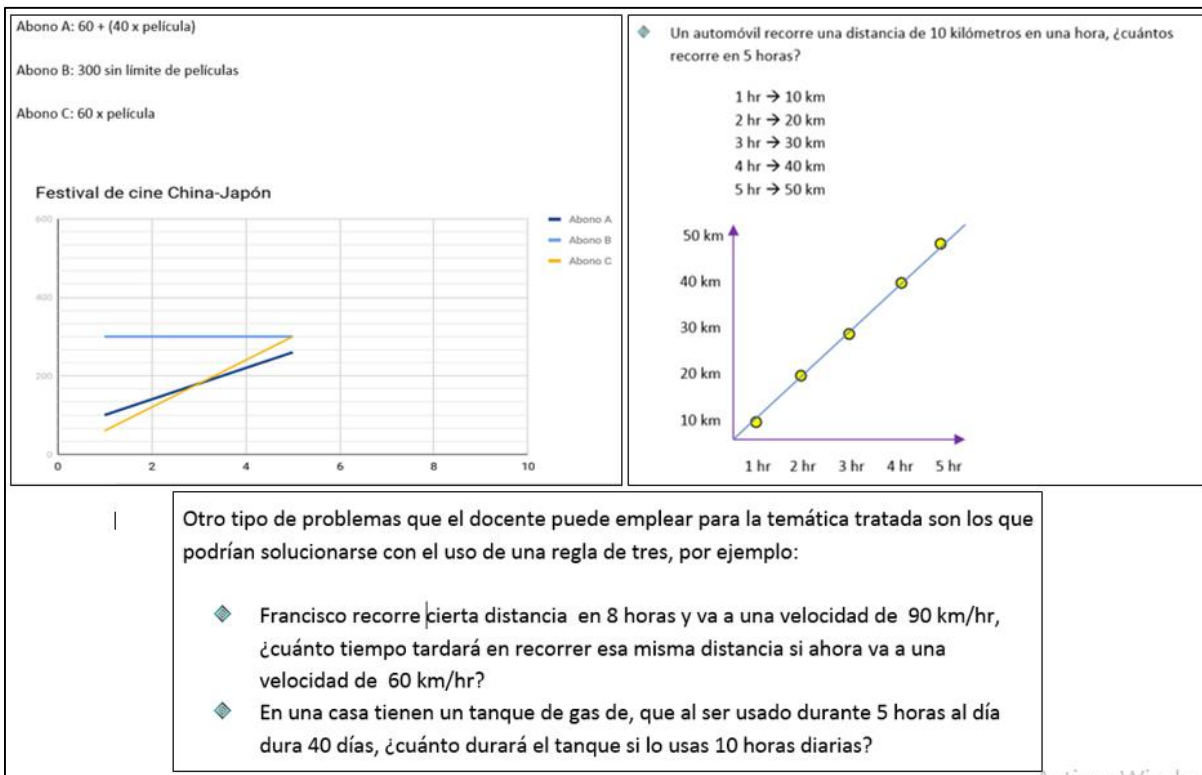 Abono A: 60 + (40 x película)
Abono B: 300 sin límite de películas
Abono C: 60 x película
Festival de cine China-Japón
600
400
200
0
0 2 4 6 8 10
Abono A
Abono B
Abono C
Un automóvil recorre una distancia de 10 kilómetros en una hora, ¿cuántos
recorre en 5 horas?
1 hr → 10 km
2 hr → 20 km
3 hr → 30 km
4 hr → 40 km
5 hr → 50 km
50 km
40 km
30 km
20 km
10 km
1 hr 2 hr 3 hr 4 hr 5 hr
Otro tipo de problemas que el docente puede emplear para la temática tratada son los que
podrían solucionarse con el uso de una regla de tres, por ejemplo:
Francisco recorre cierta distancia en 8 horas y va a una velocidad de 90 km/hr,
¿cuánto tiempo tardará en recorrer esa misma distancia si ahora va a una
velocidad de 60 km/hr?
En una casa tienen un tanque de gas de, que al ser usado durante 5 horas al día
dura 40 días, ¿cuánto durará el tanque si lo usas 10 horas diarias?